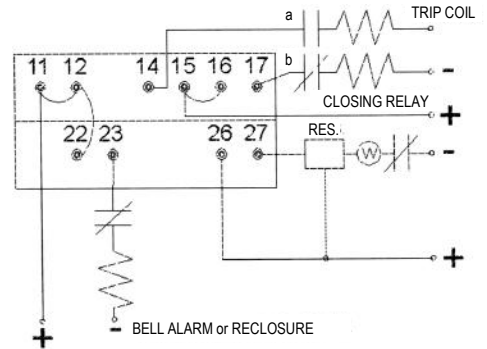 a TRIP COIL
11 12 14 15 16 17 b -
CLOSING RELAY
+
22 23 26 27 RES. W -
+
+ - BELL ALARM or RECLOSURE